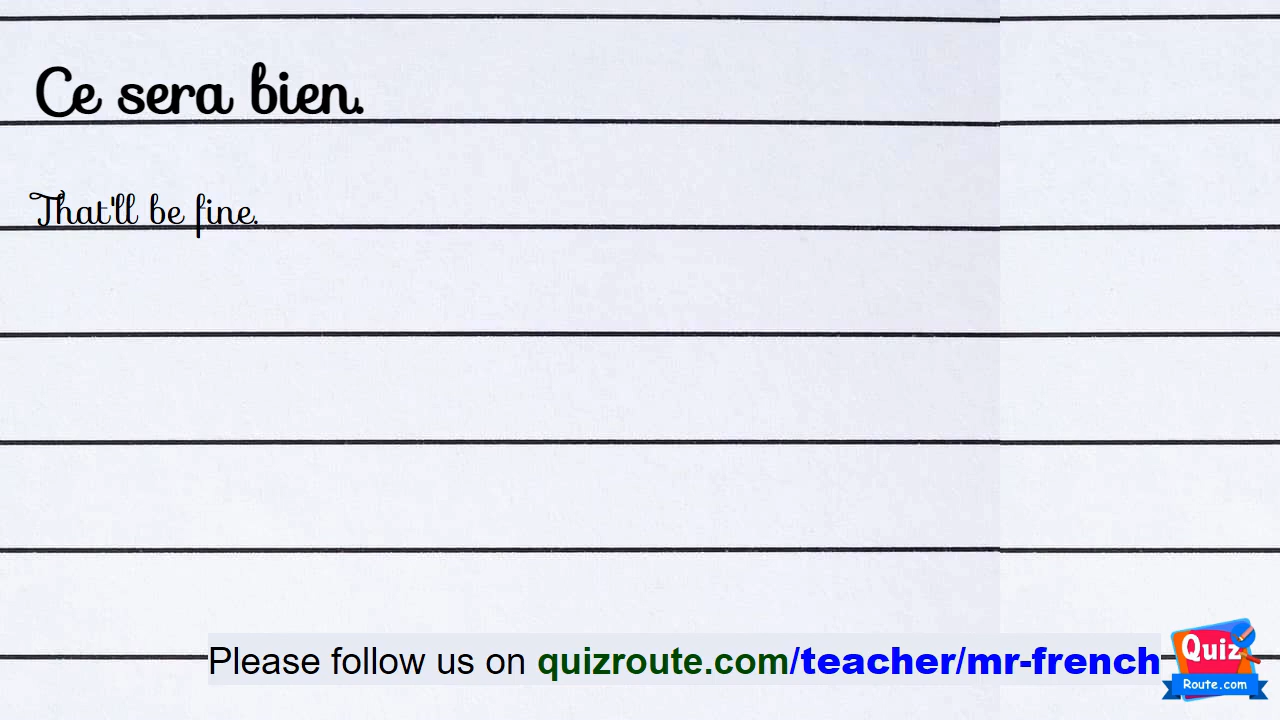 Ce sera bien.
That'll be fine.
Please follow us on quizroute.com/teacher/mr-french
Quiz
Route.com